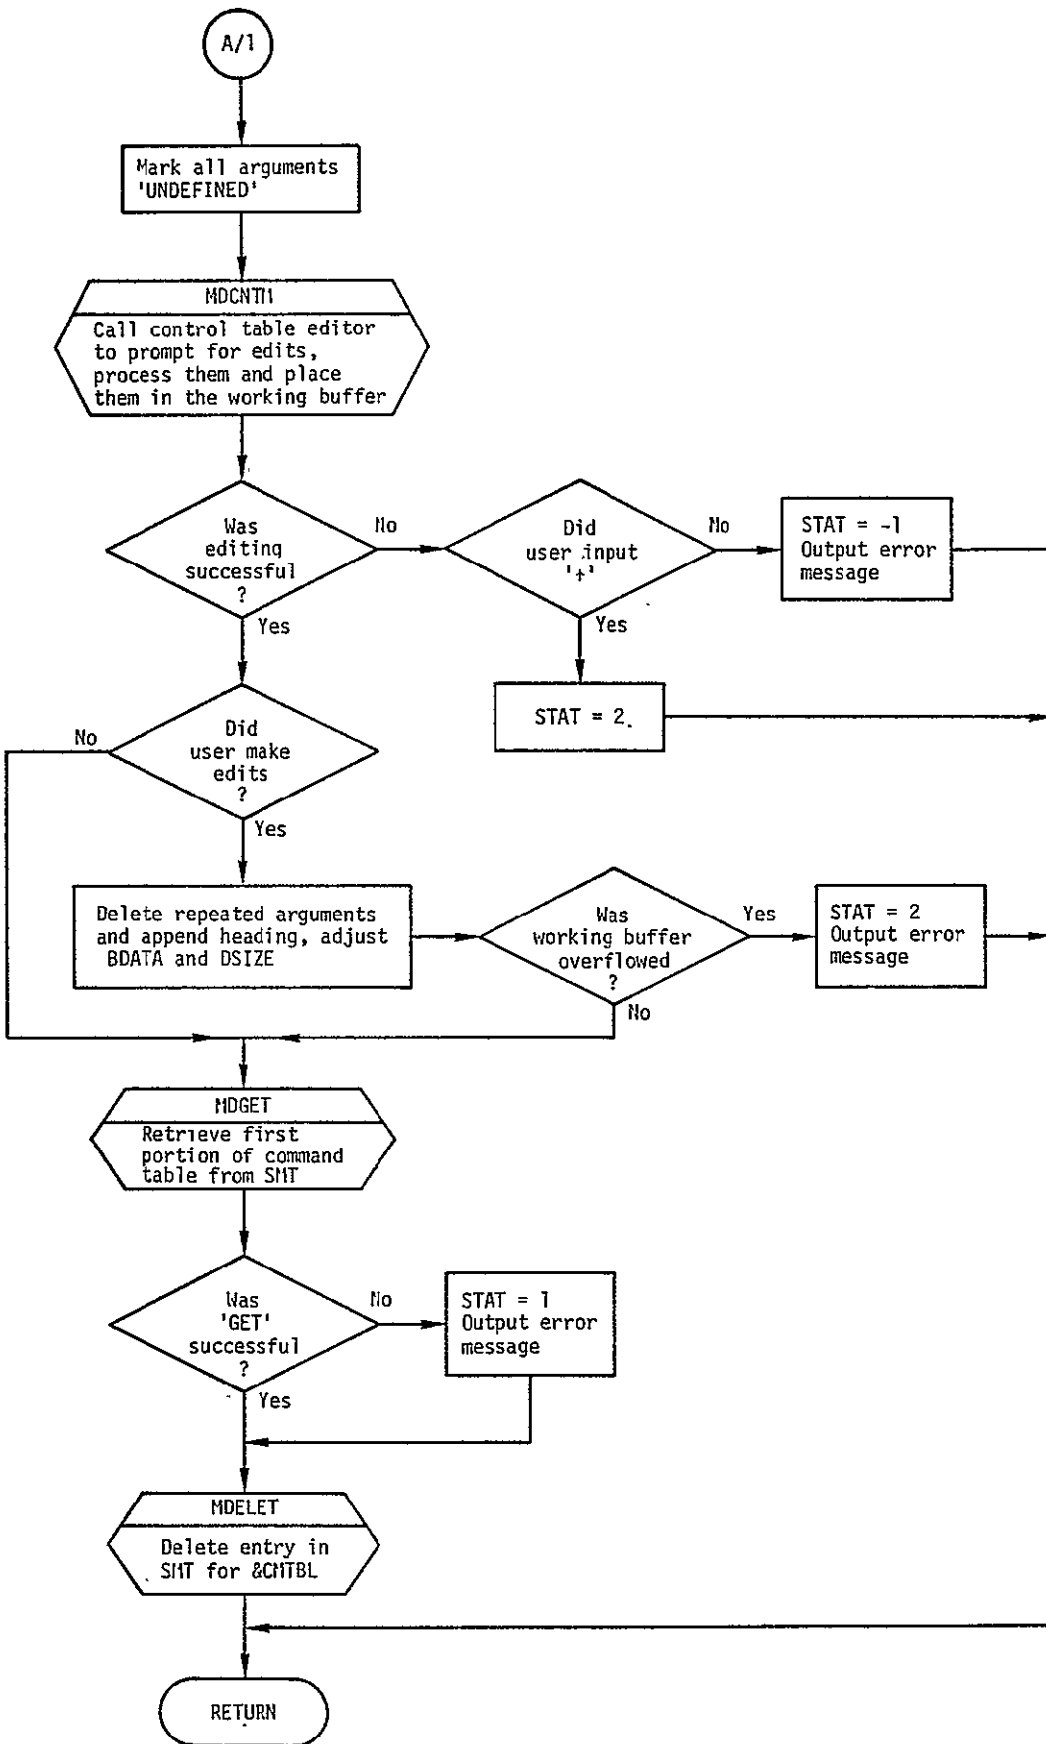 A/1
Mark all arguments
'UNDEFINED'
MDCNTM
Call control table editor
to prompt for edits,
process them and place
them in the working buffer
Was
editing
successful
?
No
Yes
Did
user input
'↑'
No
Yes
STAT = -1
Output error
message
STAT = 2
Did
user make
edits
?
No
Yes
Delete repeated arguments
and append heading, adjust
BDATA and DSIZE
Was
working buffer
overflowed
?
Yes
No
STAT = 2
Output error
message
MDGET
Retrieve first
portion of command
table from SMT
Was
'GET'
successful
?
No
Yes
STAT = 1
Output error
message
MDELET
Delete entry in
SMT for &CMTBL
RETURN